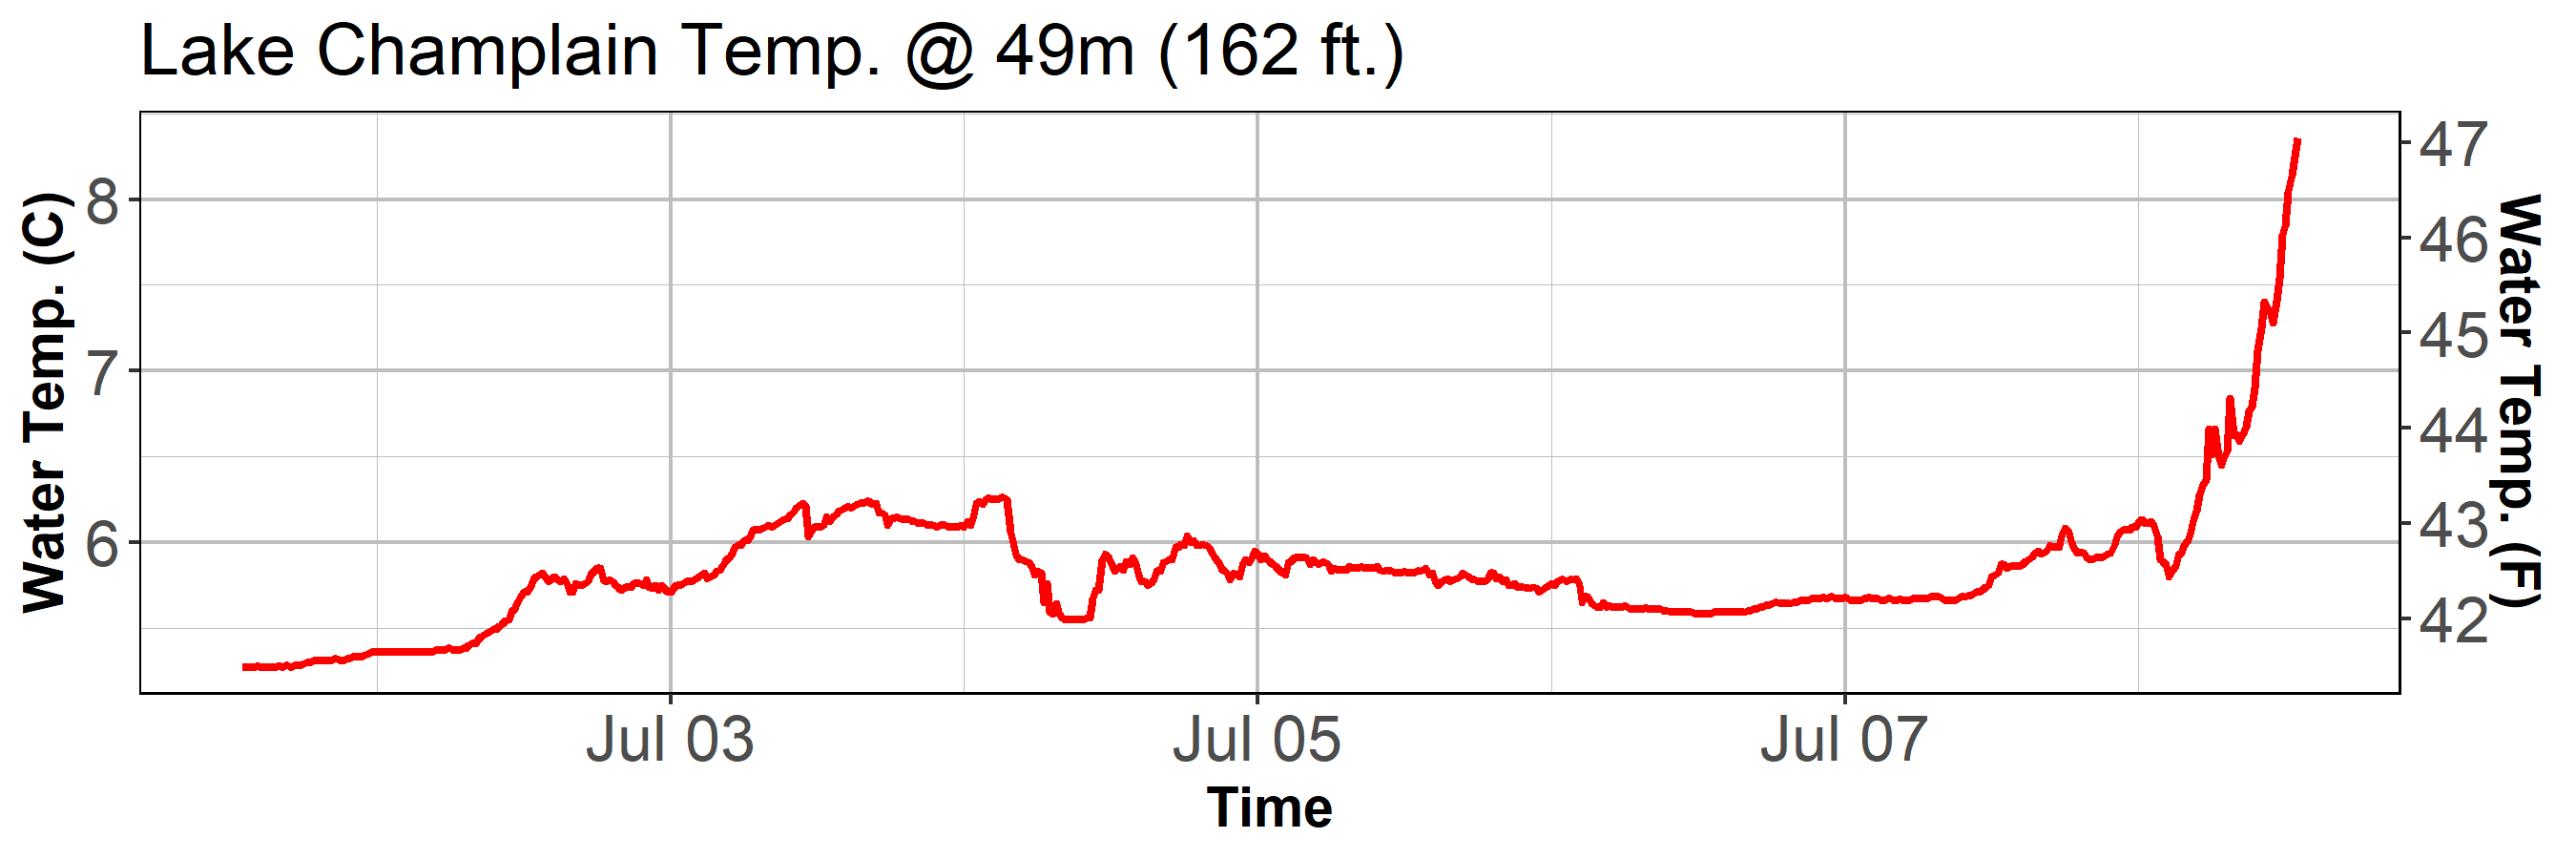 Lake Champlain Temp. @ 49m (162 ft.)
Water Temp. (C)
8
7
6
47
46
45
44
43
42
Water Temp. (F)
Jul 03 Jul 05 Jul 07
Time